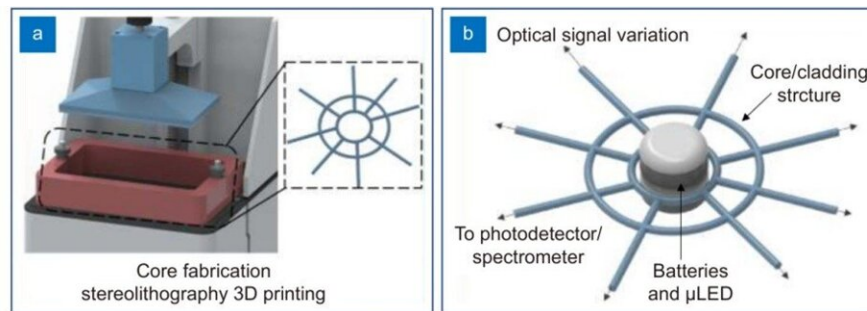 a
Core fabrication
stereolithography 3D printing
b
Optical signal variation
Core/cladding
strcture
To photodetector/
spectrometer
Batteries
and μLED